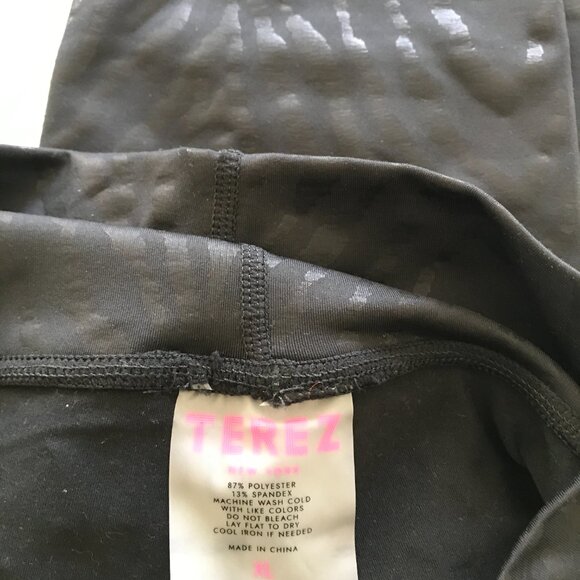 TEREZ
NEW YORK
87% POLYESTER
13% SPANDEX
MACHINE WASH COLD
WITH LIKE COLORS
DO NOT BLEACH
LAY FLAT TO DRY
COOL IRON IF NEEDED
MADE IN CHINA
XL